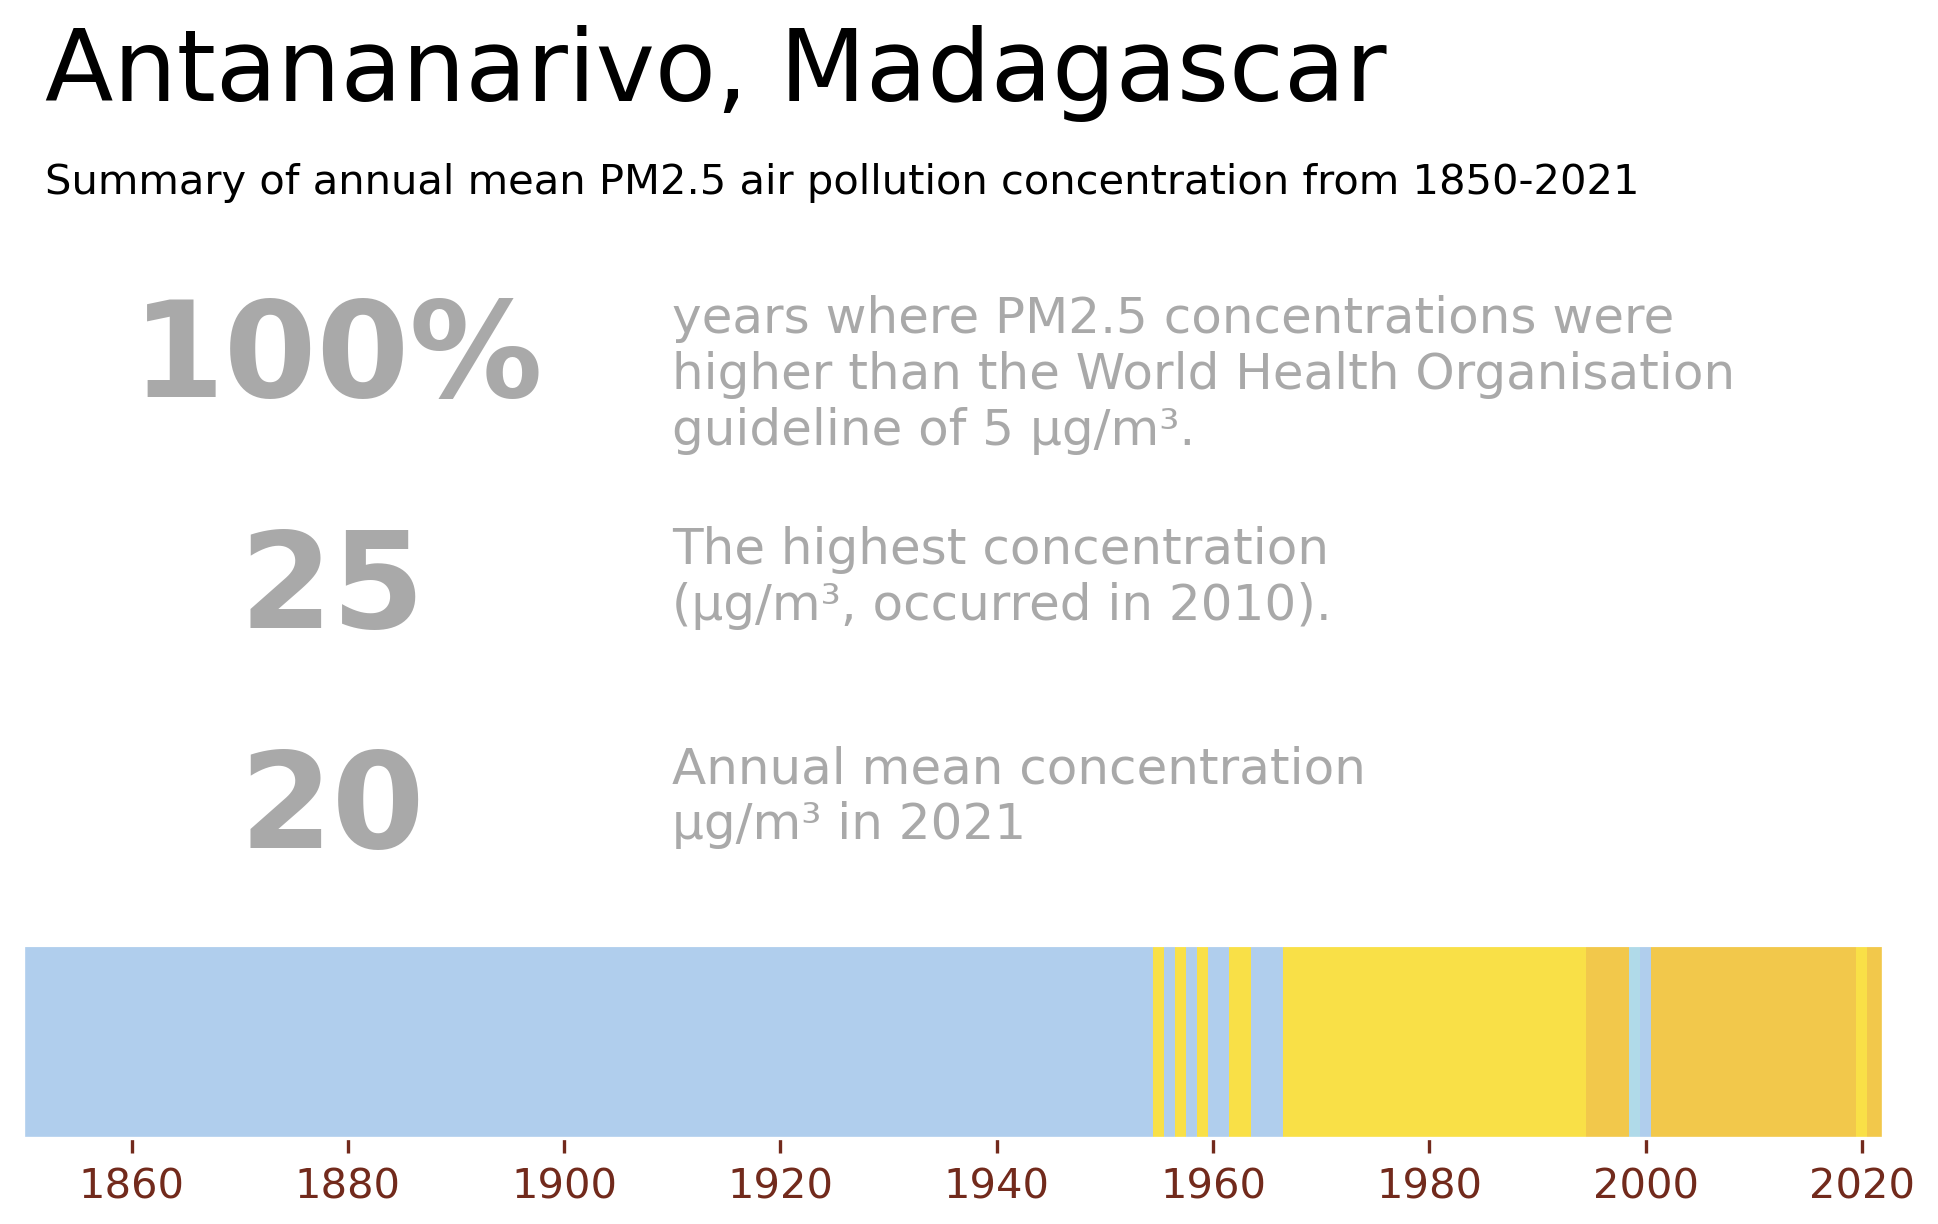 Antananarivo, Madagascar
Summary of annual mean PM2.5 air pollution concentration from 1850-2021
100%
years where PM2.5 concentrations were
higher than the World Health Organisation
guideline of 5 µg/m³.
25
The highest concentration
(µg/m³, occurred in 2010).
20
Annual mean concentration
µg/m³ in 2021
1860 1880 1900 1920 1940 1960 1980 2000 2020